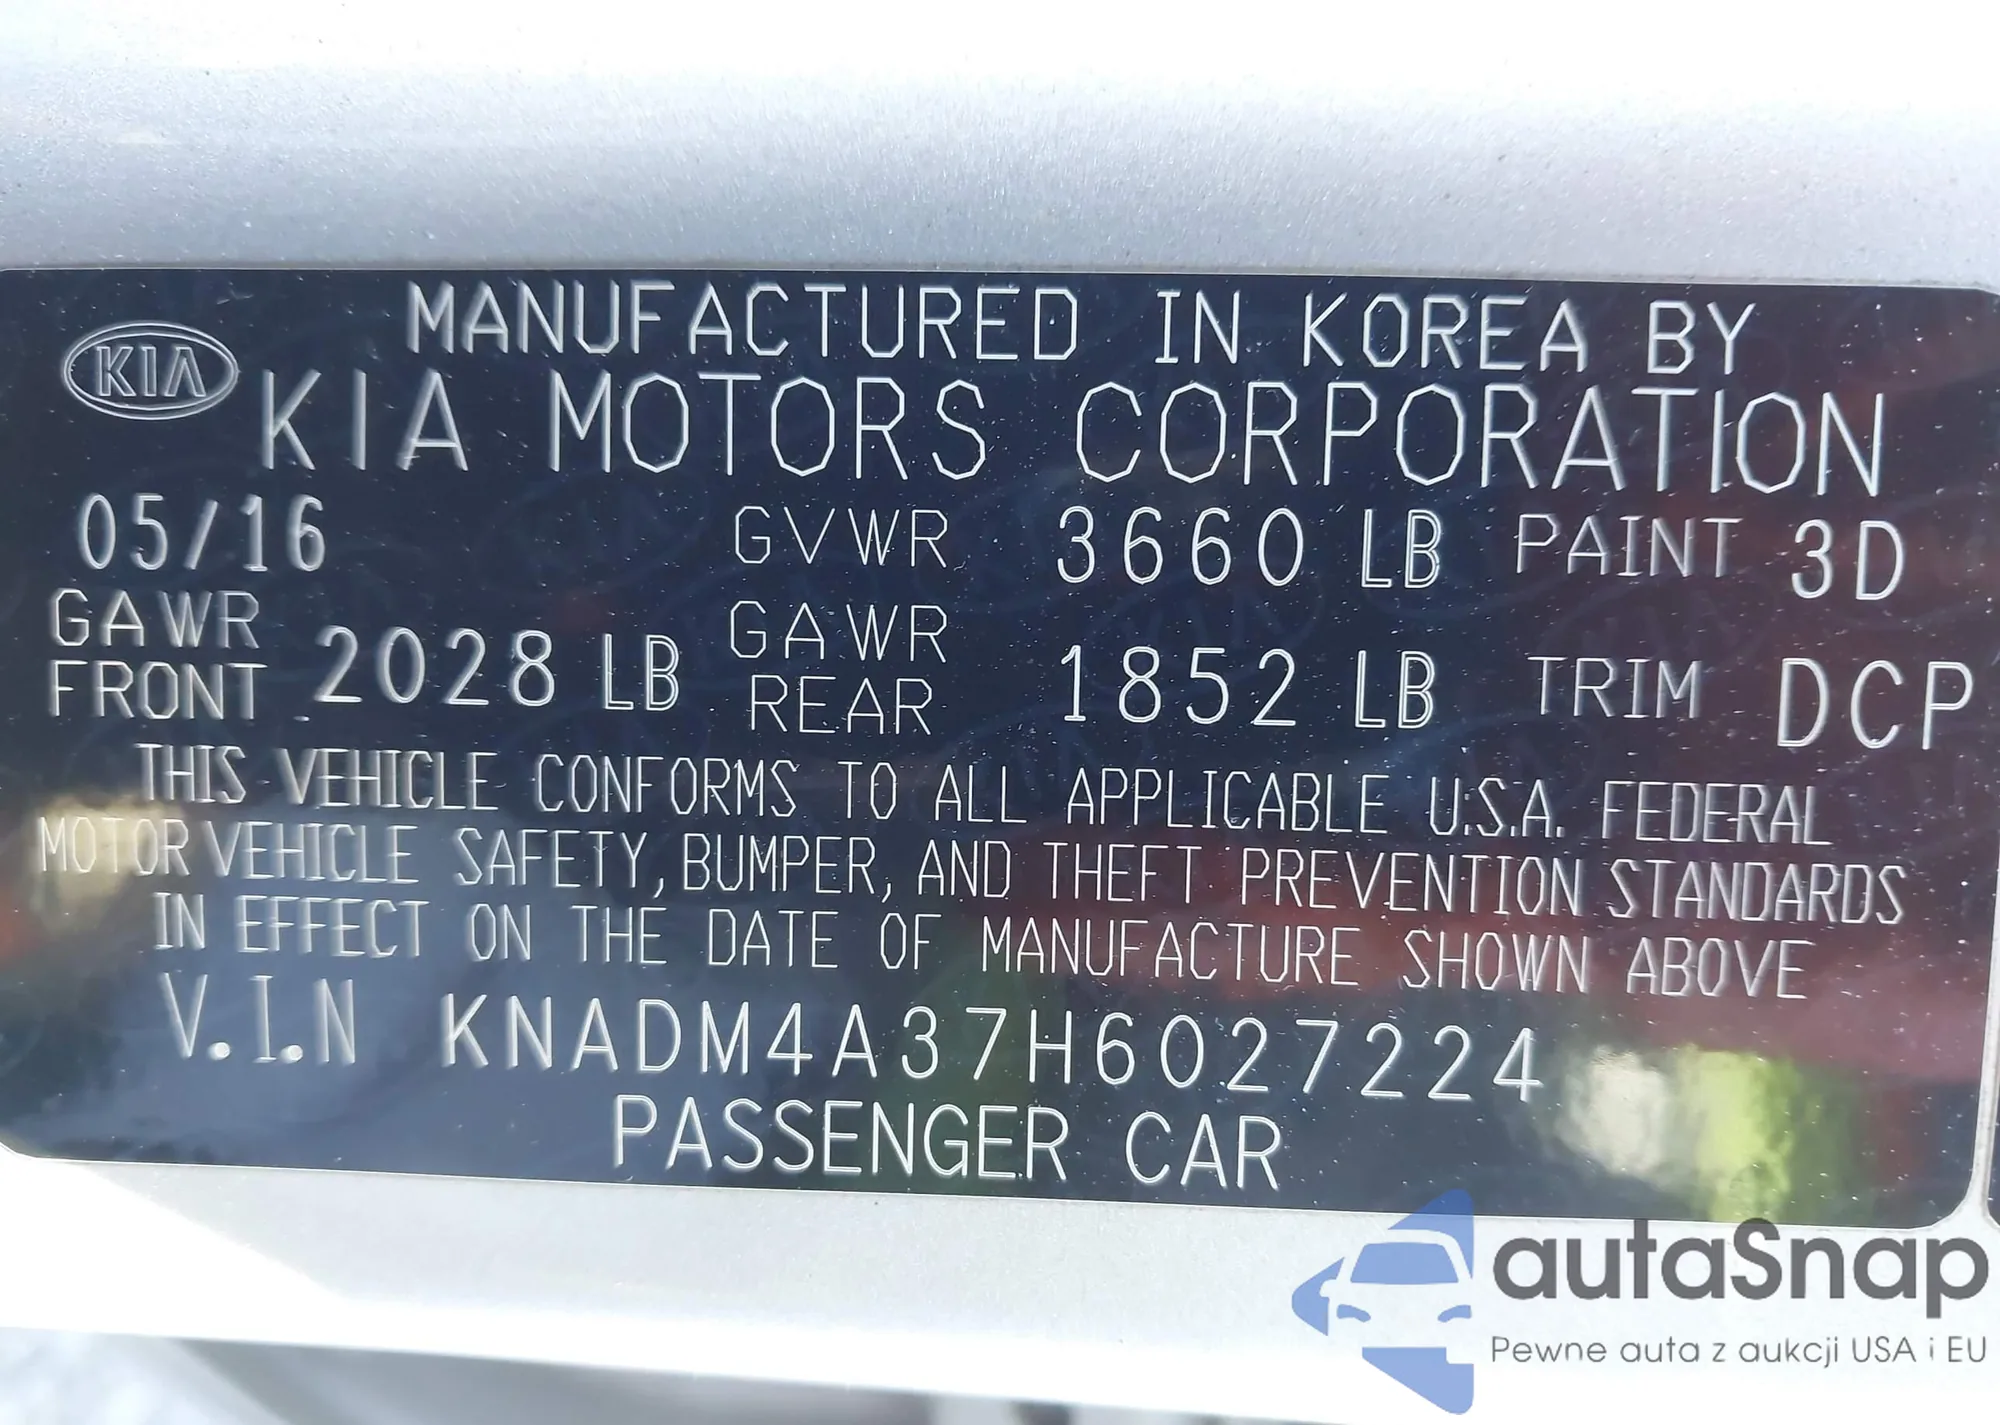 MANUFACTURED IN KOREA BY
KIA
KIA MOTORS CORPORATION
05/16 GVWR 3660 LB PAINT 3D
GAWR FRONT 2028 LB GAWR REAR 1852 LB TRIM DCP
THIS VEHICLE CONFORMS TO ALL APPLICABLE U.S.A. FEDERAL
MOTOR VEHICLE SAFETY, BUMPER, AND THEFT PREVENTION STANDARDS
IN EFFECT ON THE DATE OF MANUFACTURE SHOWN ABOVE
V.I.N KNADM4A37H6027224
PASSENGER CAR
autaSnap
Pewne auta z aukcji USA i EU